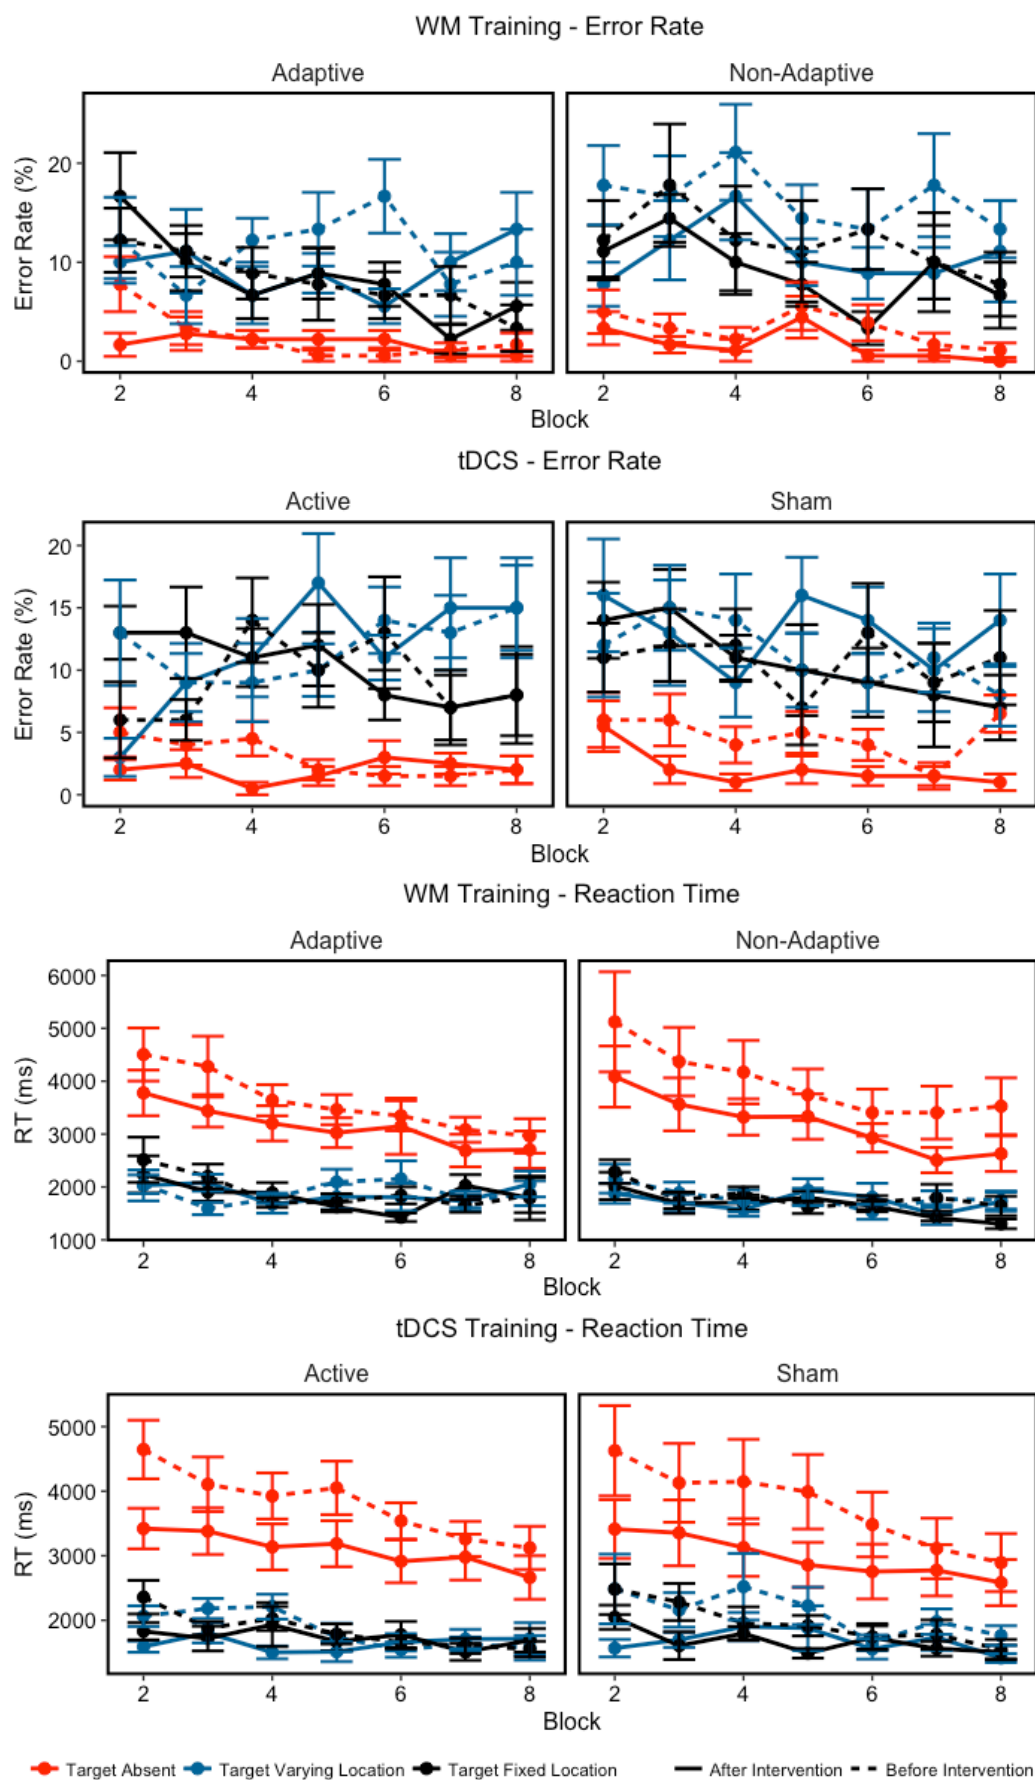 WM Training - Error Rate
Adaptive
Non-Adaptive
Error Rate (%)
20
10
0
2 4 6 8
2 4 6 8
Block
tDCS - Error Rate
Active
Sham
Error Rate (%)
20
15
10
5
0
2 4 6 8
2 4 6 8
Block
WM Training - Reaction Time
Adaptive
Non-Adaptive
RT (ms)
6000
5000
4000
3000
2000
1000
2 4 6 8
2 4 6 8
Block
tDCS Training - Reaction Time
Active
Sham
RT (ms)
5000
4000
3000
2000
2 4 6 8
2 4 6 8
Block
Target Absent Target Varying Location Target Fixed Location After Intervention Before Intervention